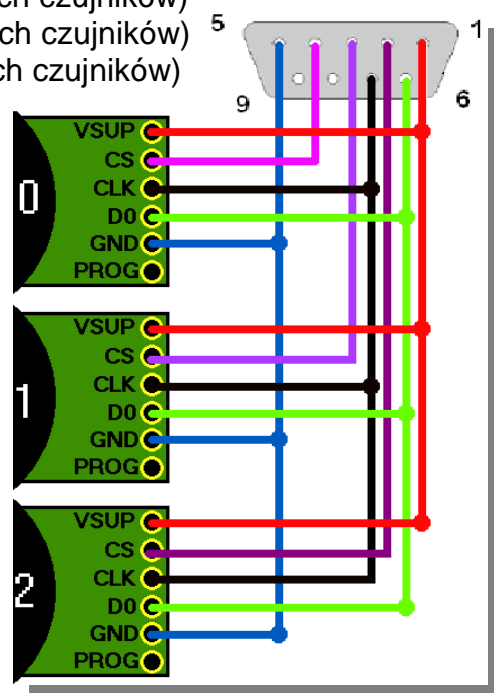 ch czujników)
ch czujników)
ch czujników)
5 1
9 6
0
VSUP
CS
CLK
D0
GND
PROG
1
VSUP
CS
CLK
D0
GND
PROG
2
VSUP
CS
CLK
D0
GND
PROG